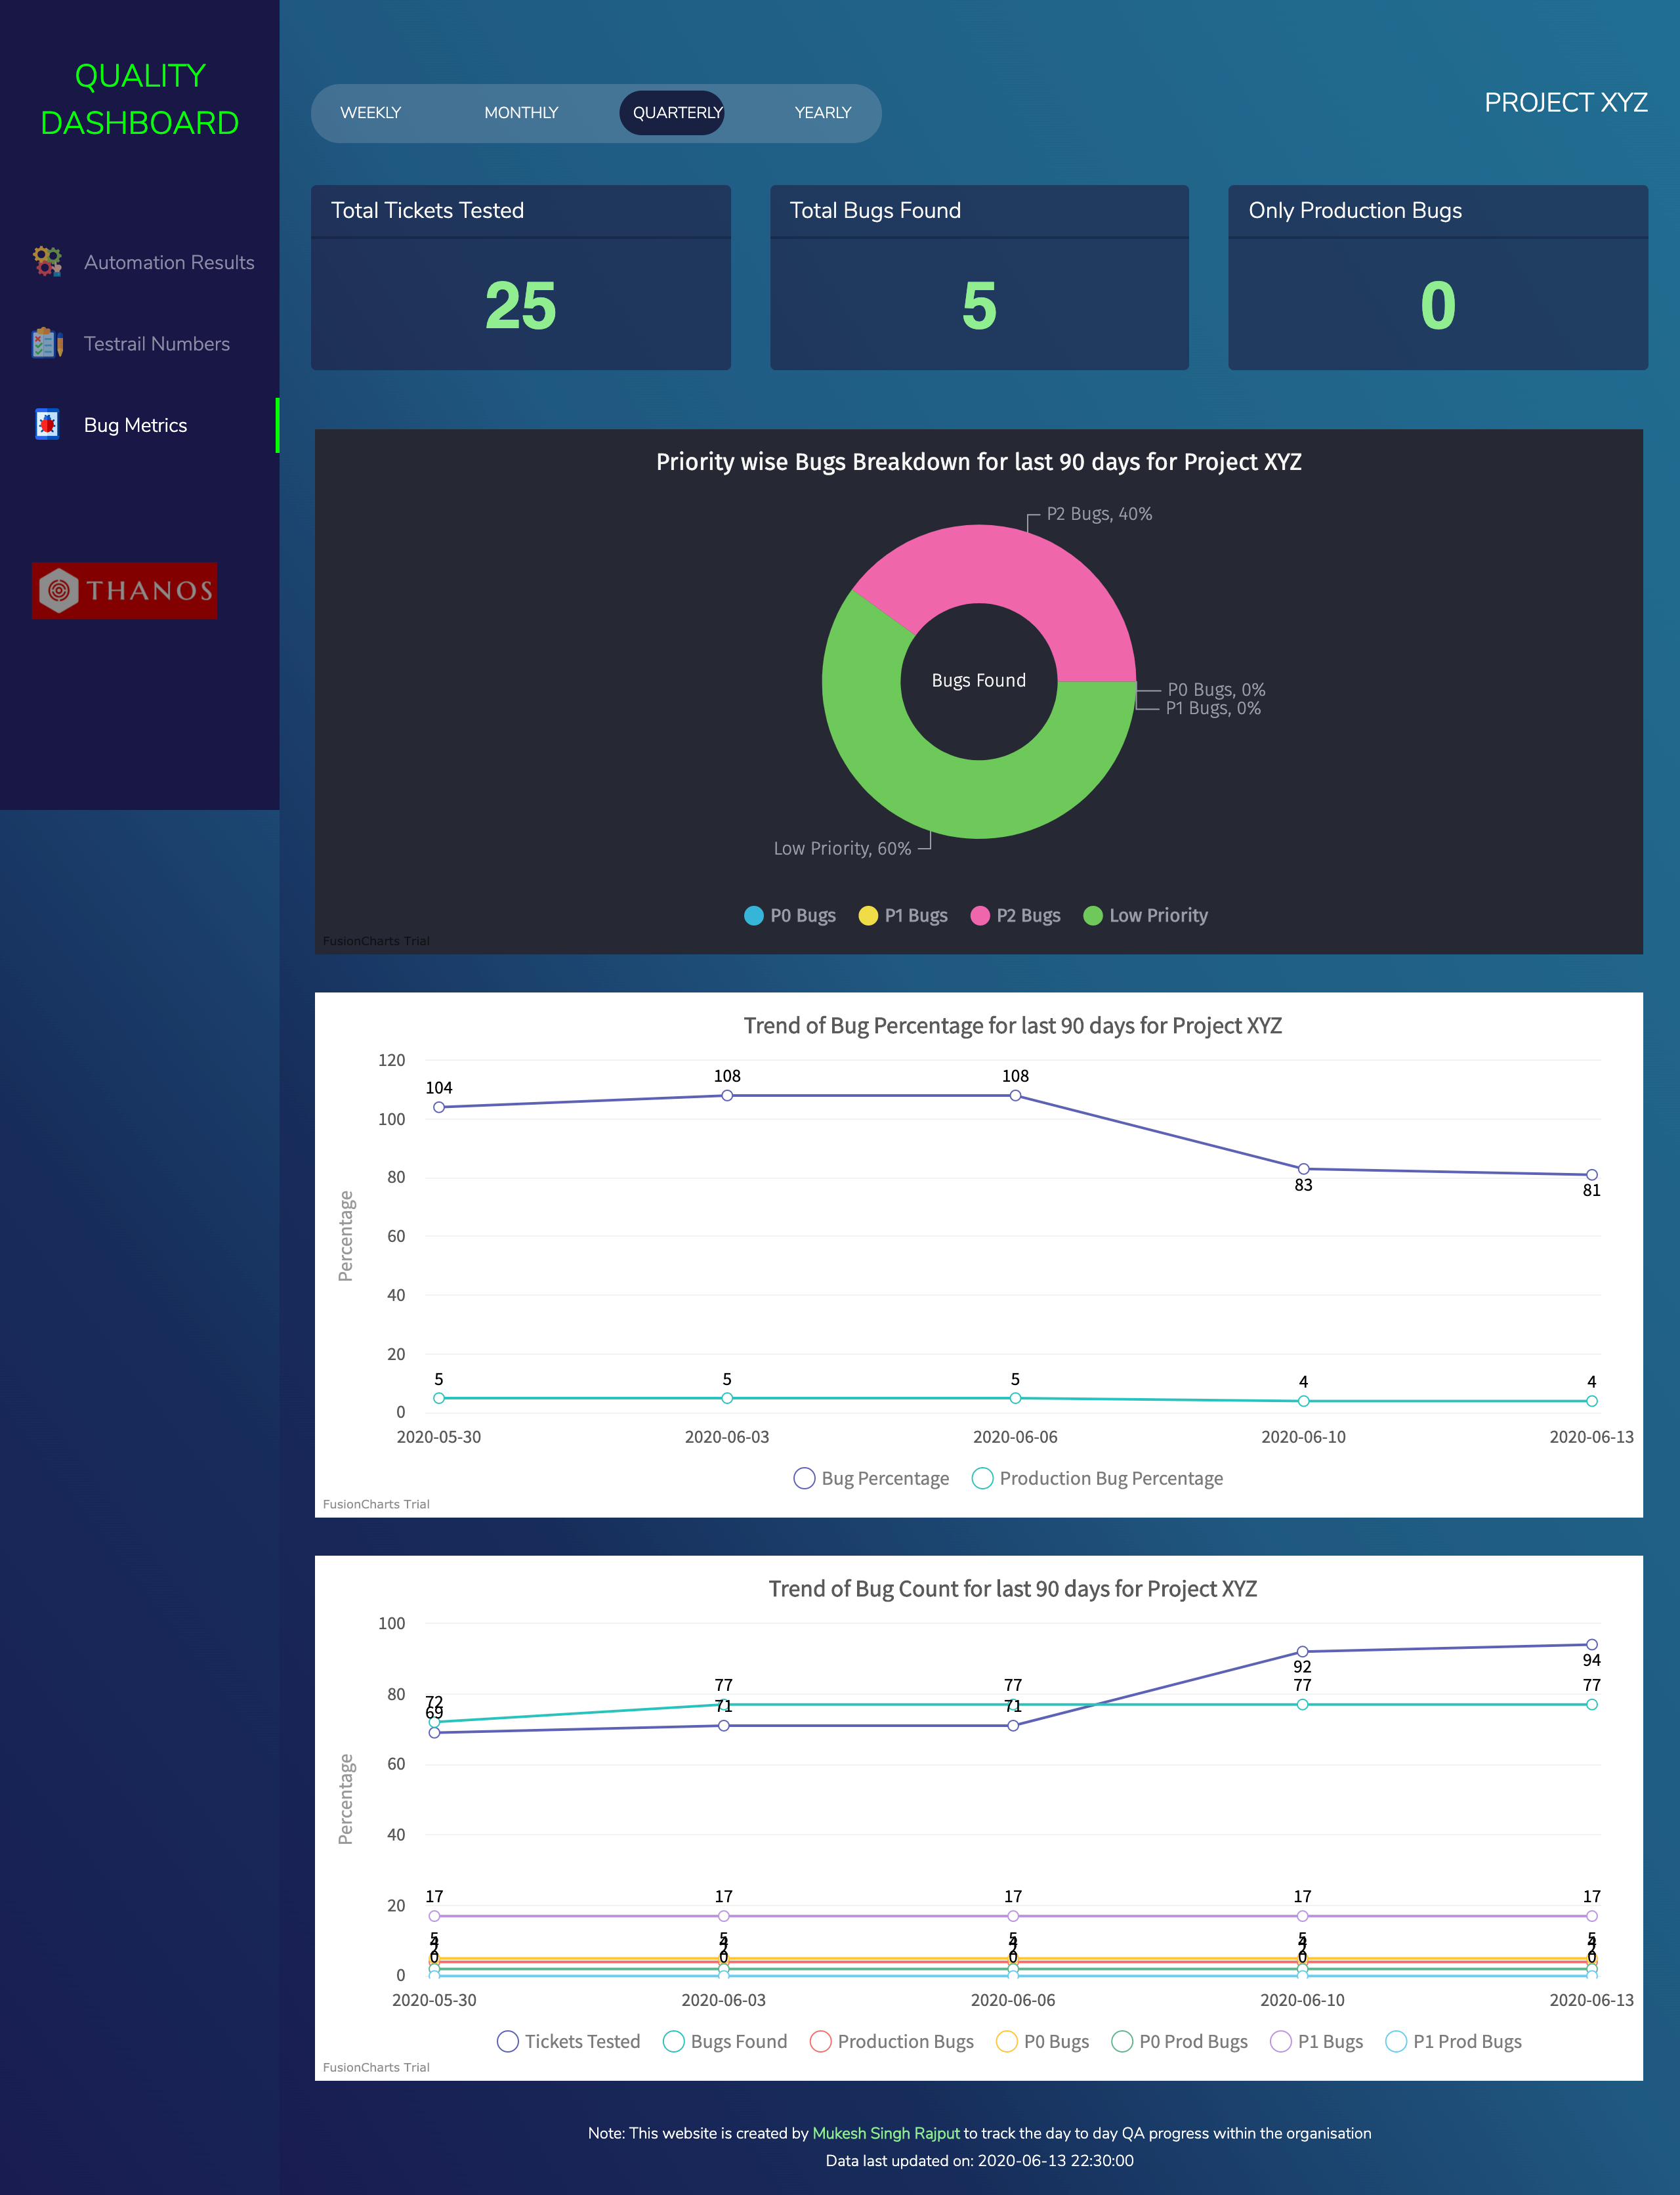 QUALITY
DASHBOARD
Automation Results
Testrail Numbers
Bug Metrics
THANOS
WEEKLY MONTHLY QUARTERLY YEARLY
PROJECT XYZ
Total Tickets Tested
25
Total Bugs Found
5
Only Production Bugs
0
Priority wise Bugs Breakdown for last 90 days for Project XYZ
P2 Bugs, 40%
Bugs Found
P0 Bugs, 0%
P1 Bugs, 0%
Low Priority, 60%
P0 Bugs P1 Bugs P2 Bugs Low Priority
FusionCharts Trial
Trend of Bug Percentage for last 90 days for Project XYZ
Percentage
120
100
80
60
40
20
0
104 108 108 83 81
5 5 5 4 4
2020-05-30 2020-06-03 2020-06-06 2020-06-10 2020-06-13
Bug Percentage Production Bug Percentage
FusionCharts Trial
Trend of Bug Count for last 90 days for Project XYZ
Percentage
100
80
60
40
20
0
72 77 77 77 77
69 71 71 92 94
17 17 17 17 17
5 5 5 5 5
4 4 4 4 4
2 2 2 2 2
0 0 0 0 0
2020-05-30 2020-06-03 2020-06-06 2020-06-10 2020-06-13
Tickets Tested Bugs Found Production Bugs P0 Bugs P0 Prod Bugs P1 Bugs P1 Prod Bugs
FusionCharts Trial
Note: This website is created by Mukesh Singh Rajput to track the day to day QA progress within the organisation
Data last updated on: 2020-06-13 22:30:00